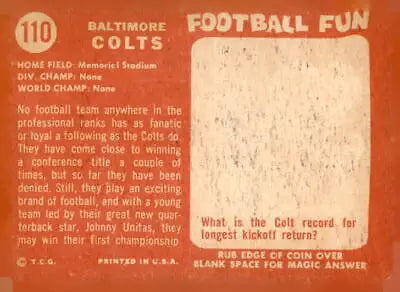 110
BALTIMORE
COLTS
HOME FIELD: Memorial Stadium
DIV. CHAMP: None
WORLD CHAMP: None
No football team anywhere in the
professional ranks has as fanatic
or loyal a following as the Colts do.
They have come close to winning
a conference title a couple of
times, but so far they have been
denied. Still, they play an exciting
brand of football, and with a young
team led by their great new quar-
terback star, Johnny Unitas, they
may win their first championship.
© T.C.G. PRINTED IN U.S.A.
FOOTBALL FUN
What is the Colt record for
longest kickoff return?
RUB EDGE OF COIN OVER
BLANK SPACE FOR MAGIC ANSWER